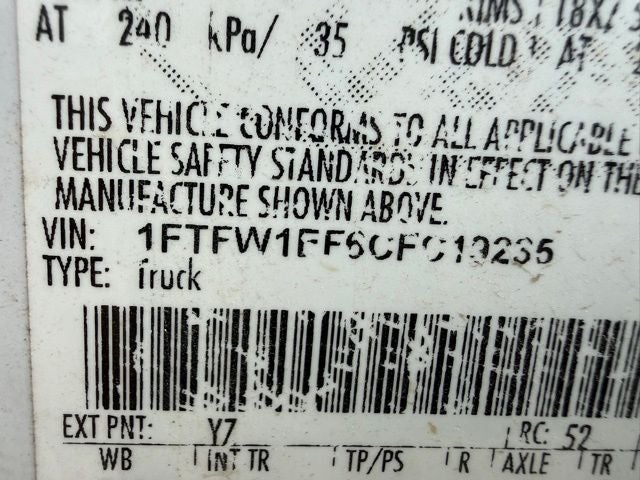 RIMS
AT 240 kPa/ 35 PSI COLD AT
THIS VEHICLE CONFORMS TO ALL APPLICABLE
VEHICLE SAFETY STANDARDS IN EFFECT ON THE
MANUFACTURE SHOWN ABOVE.
VIN:
TYPE: Truck
EXT PNT: Y7 RC: 52
WB INT TR TP/PS R AXLE TR